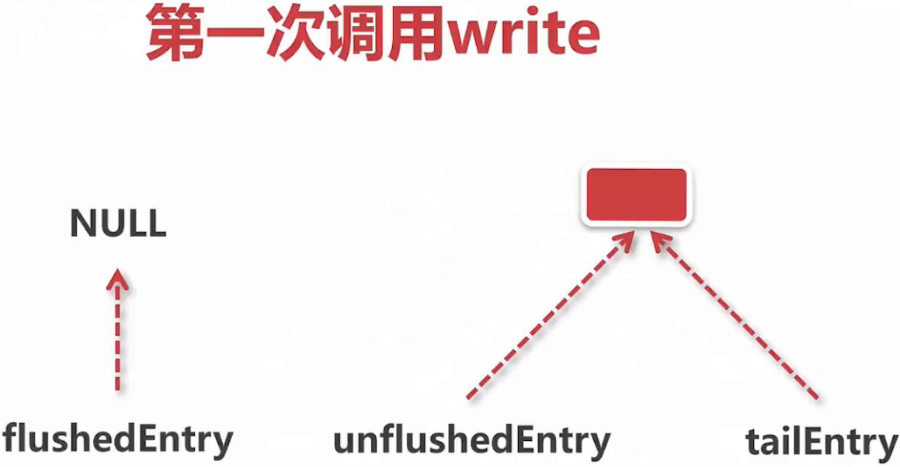 第一次调用write
NULL
flushedEntry
unflushedEntry
tailEntry